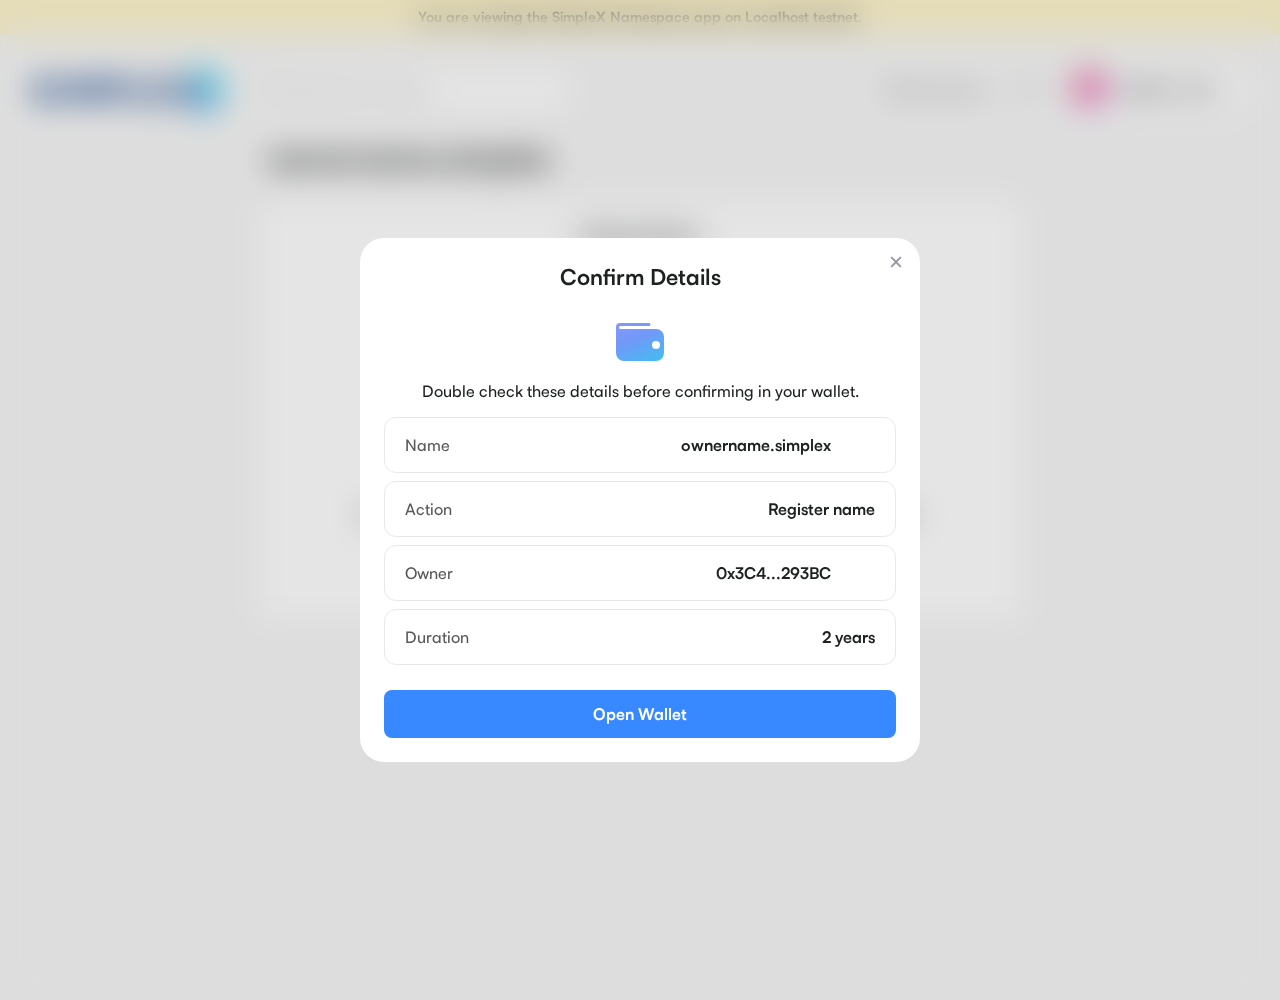 You are viewing the SimpleX Namespace app on Localhost testnet.
Confirm Details
Double check these details before confirming in your wallet.
Name ownername.simplex
Action Register name
Owner 0x3C4...293BC
Duration 2 years
Open Wallet